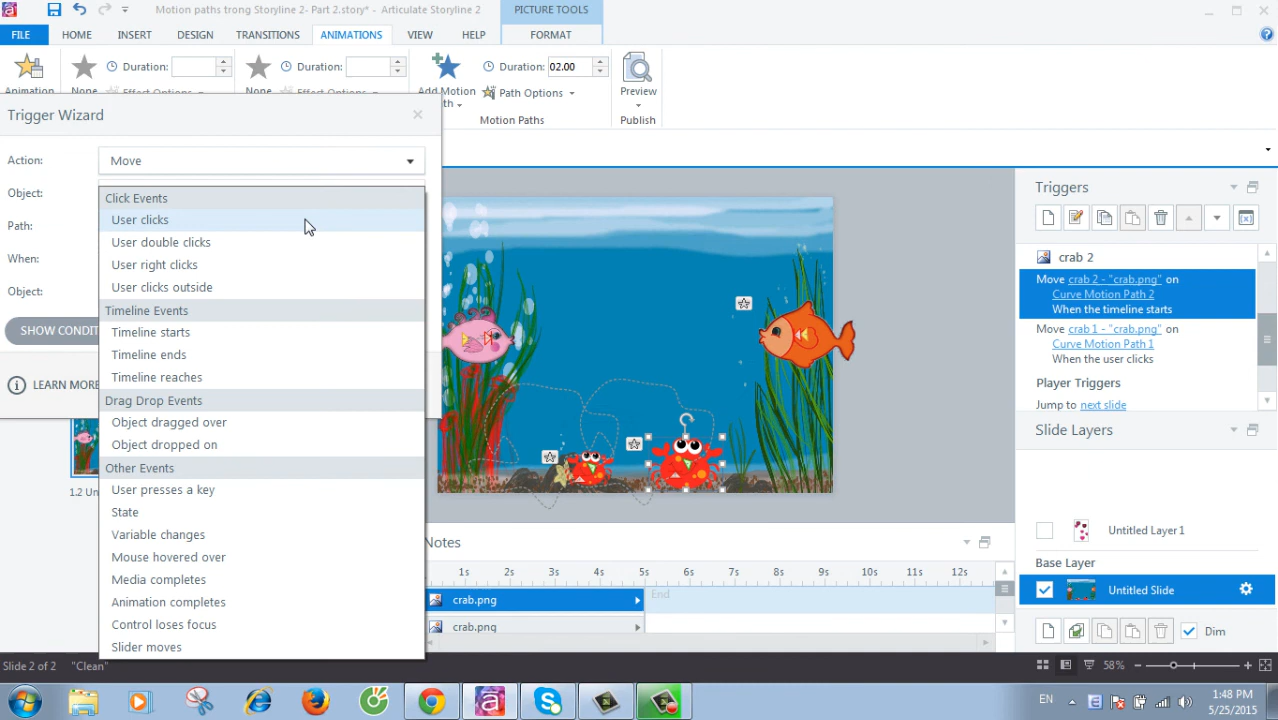 Motion paths trong Storyline 2- Part 2.story* - Articulate Storyline
PICTURE TOOLS
FILE HOME INSERT DESIGN TRANSITIONS ANIMATIONS VIEW HELP FORMAT
Duration: Duration: Duration: 02.00
Animation None Effect Options None Effect Options Add Motion Path Options Preview
Motion Paths Publish
Trigger Wizard
Action: Move
Object:
Path:
When:
Object:
SHOW CONDIT
LEARN MORE
Click Events
User clicks
User double clicks
User right clicks
User clicks outside
Timeline Events
Timeline starts
Timeline ends
Timeline reaches
Drag Drop Events
Object dragged over
Object dropped on
Other Events
User presses a key
State
Variable changes
Mouse hovered over
Media completes
Animation completes
Control loses focus
Slider moves
1.2 Un
Triggers
crab 2
Move crab 2 - "crab.png" on
Curve Motion Path 2
When the timeline starts
Move crab 1 - "crab.png" on
Curve Motion Path 1
When the user clicks
Player Triggers
Jump to next slide
Slide Layers
Untitled Layer 1
Base Layer
Untitled Slide
Dim
Notes
1s 2s 3s 4s 5s 6s 7s 8s 9s 10s 11s 12s
crab.png End
crab.png
Slide 2 of 2 "Clean" 58%
EN 1:48 PM
5/25/2015